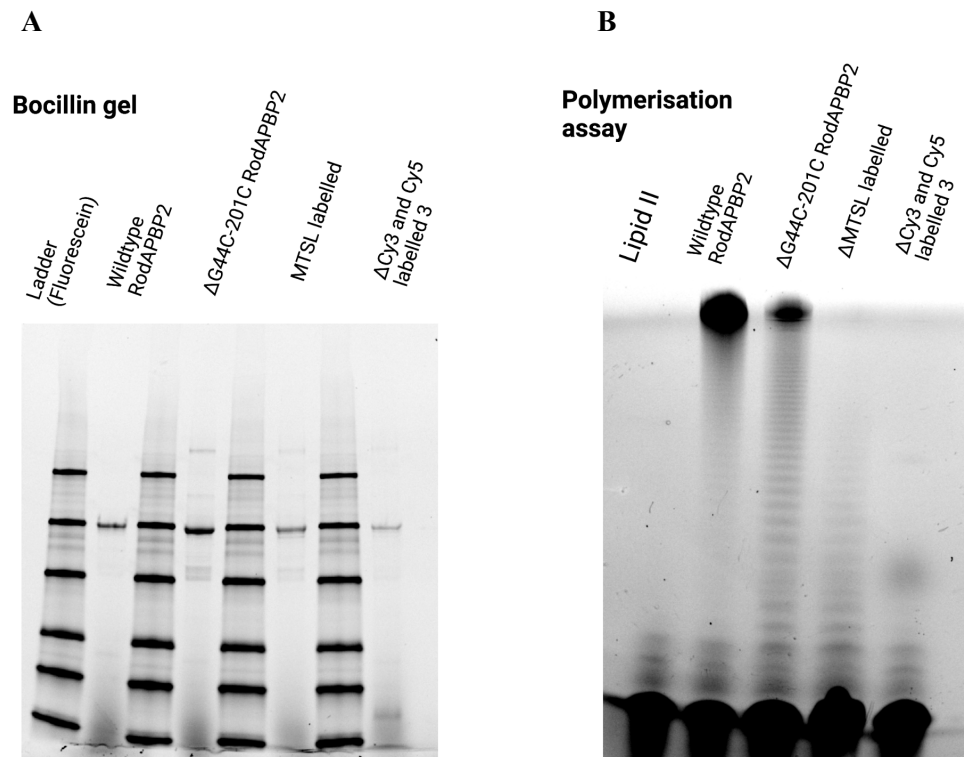 A
Bocillin gel
Ladder
(Fluorescein)
Wildtype
RodAPBP2
ΔG44C-201C RodAPBP2
MTSL labelled
ΔCy3 and Cy5
labelled 3
B
Polymerisation
assay
Lipid II
Wildtype
RodAPBP2
ΔG44C-201C RodAPBP2
ΔMTSL labelled
ΔCy3 and Cy5
labelled 3